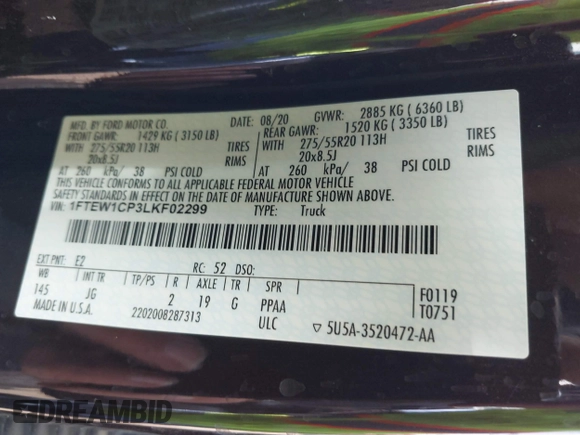 MFD. BY FORD MOTOR CO.
DATE: 08/20 GVWR: 2885 KG ( 6360 LB)
FRONT GAWR: 1429 KG ( 3150 LB) REAR GAWR: 1520 KG ( 3350 LB)
WITH 275/55R20 113H TIRES WITH 275/55R20 113H TIRES
20x8.5J RIMS 20x8.5J RIMS
AT 260 kPa/ 38 PSI COLD AT 260 kPa/ 38 PSI COLD
THIS VEHICLE CONFORMS TO ALL APPLICABLE FEDERAL MOTOR VEHICLE
SAFETY STANDARDS IN EFFECT ON THE DATE OF MANUFACTURE SHOWN ABOVE.
VIN: 1FTEW1CP3LKF02299 TYPE: Truck
EXT PNT: E2 RC: 52 DSO:
WB INT TR TP/PS R AXLE TR SPR
145 JG 2 19 G PPAA F0119
ULC T0751
MADE IN U.S.A. 2202008287313 ▽ 5U5A-3520472-AA
DREAMBID